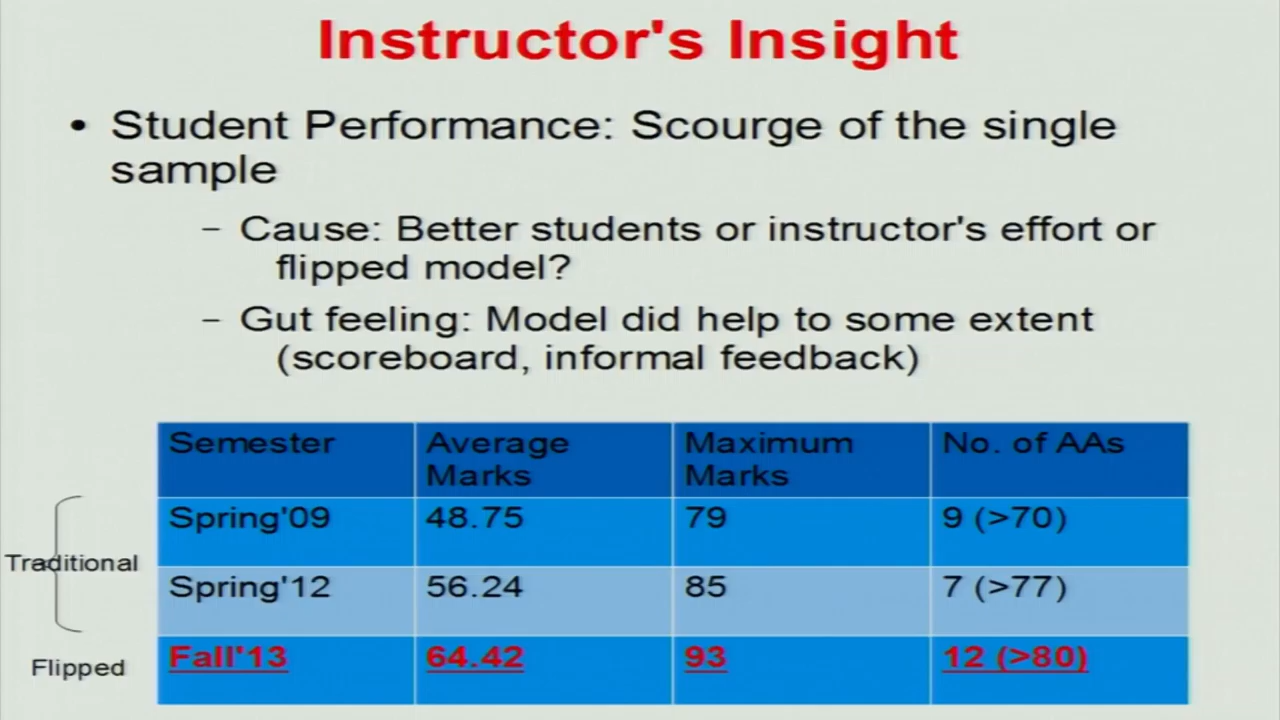 Instructor's Insight
• Student Performance: Scourge of the single
sample
– Cause: Better students or instructor's effort or
flipped model?
– Gut feeling: Model did help to some extent
(scoreboard, informal feedback)
Semester Average Marks Maximum Marks No. of AAs
Traditional
Spring'09 48.75 79 9 (>70)
Spring'12 56.24 85 7 (>77)
Flipped Fall'13 64.42 93 12 (>80)